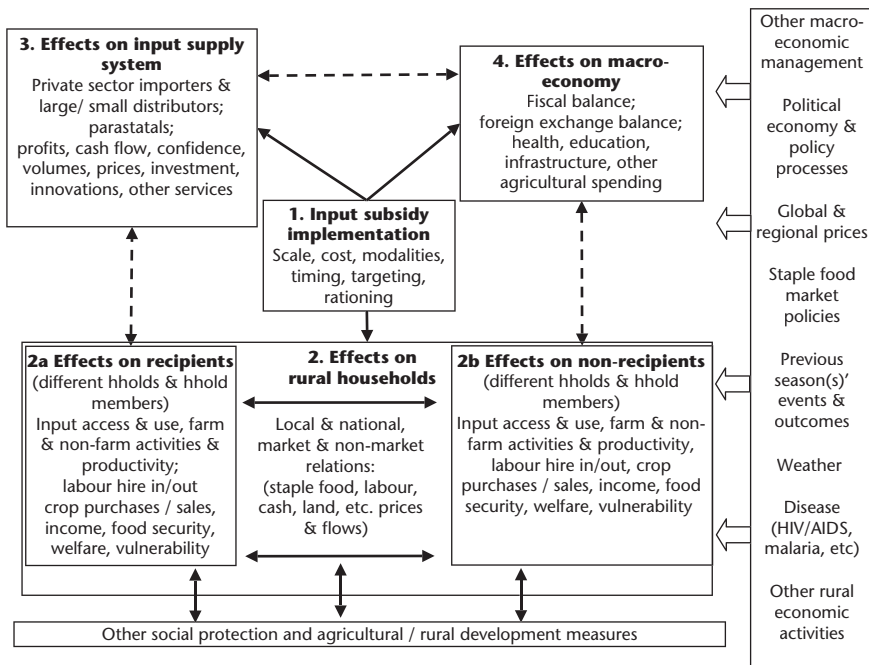 3. Effects on input supply
system
Private sector importers &
large/ small distributors;
parastatals;
profits, cash flow, confidence,
volumes, prices, investment,
innovations, other services
4. Effects on macro-
economy
Fiscal balance;
foreign exchange balance;
health, education,
infrastructure, other
agricultural spending
1. Input subsidy
implementation
Scale, cost, modalities,
timing, targeting,
rationing
2a Effects on recipients
(different hholds & hhold
members)
Input access & use, farm
& non-farm activities &
productivity;
labour hire in/out
crop purchases / sales,
income, food security,
welfare, vulnerability
2. Effects on
rural households
Local & national,
market & non-market
relations:
(staple food, labour,
cash, land, etc. prices
& flows)
2b Effects on non-recipients
(different hholds & hhold
members)
Input access & use, farm & non-
farm activities & productivity,
labour hire in/out, crop
purchases / sales, income, food
security, welfare, vulnerability
Other social protection and agricultural / rural development measures
Other macro-
economic
management
Political
economy &
policy
processes
Global &
regional prices
Staple food
market
policies
Previous
season(s)'
events &
outcomes
Weather
Disease
(HIV/AIDS,
malaria, etc)
Other rural
economic
activities